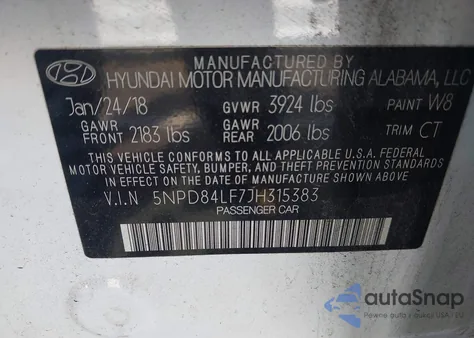 MANUFACTURED BY
HYUNDAI MOTOR MANUFACTURING ALABAMA, LLC
Jan/24/18 GVWR 3924 lbs PAINT W8
GAWR FRONT 2183 lbs GAWR REAR 2006 lbs TRIM CT
THIS VEHICLE CONFORMS TO ALL APPLICABLE U.S.A. FEDERAL
MOTOR VEHICLE SAFETY, BUMPER, AND THEFT PREVENTION
STANDARDS IN EFFECT ON THE DATE OF MANUFACTURE SHOWN ABOVE.
V.I.N 5NPD84LF7JH315383
PASSENGER CAR
autoSnap